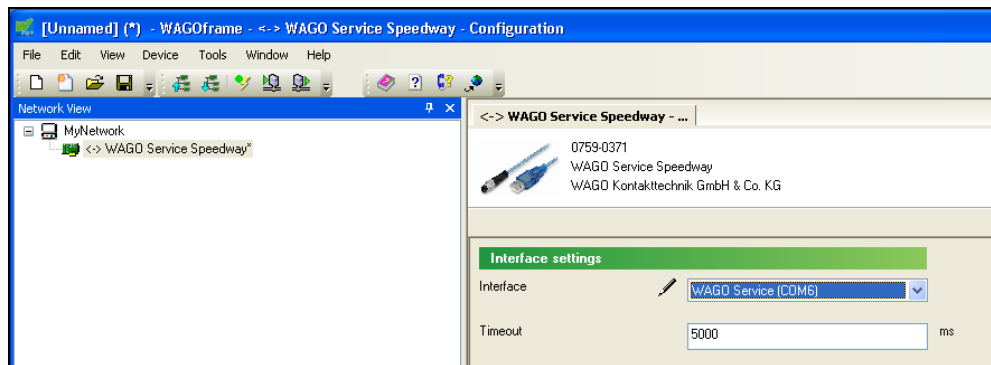 [Unnamed] (*) - WAGOframe - <-> WAGO Service Speedway - Configuration
File Edit View Device Tools Window Help
Network View
MyNetwork
<-> WAGO Service Speedway*
<-> WAGO Service Speedway - ...
0759-0371
WAGO Service Speedway
WAGO Kontakttechnik GmbH & Co. KG
Interface settings
Interface WAGO Service (COM6)
Timeout 5000 ms